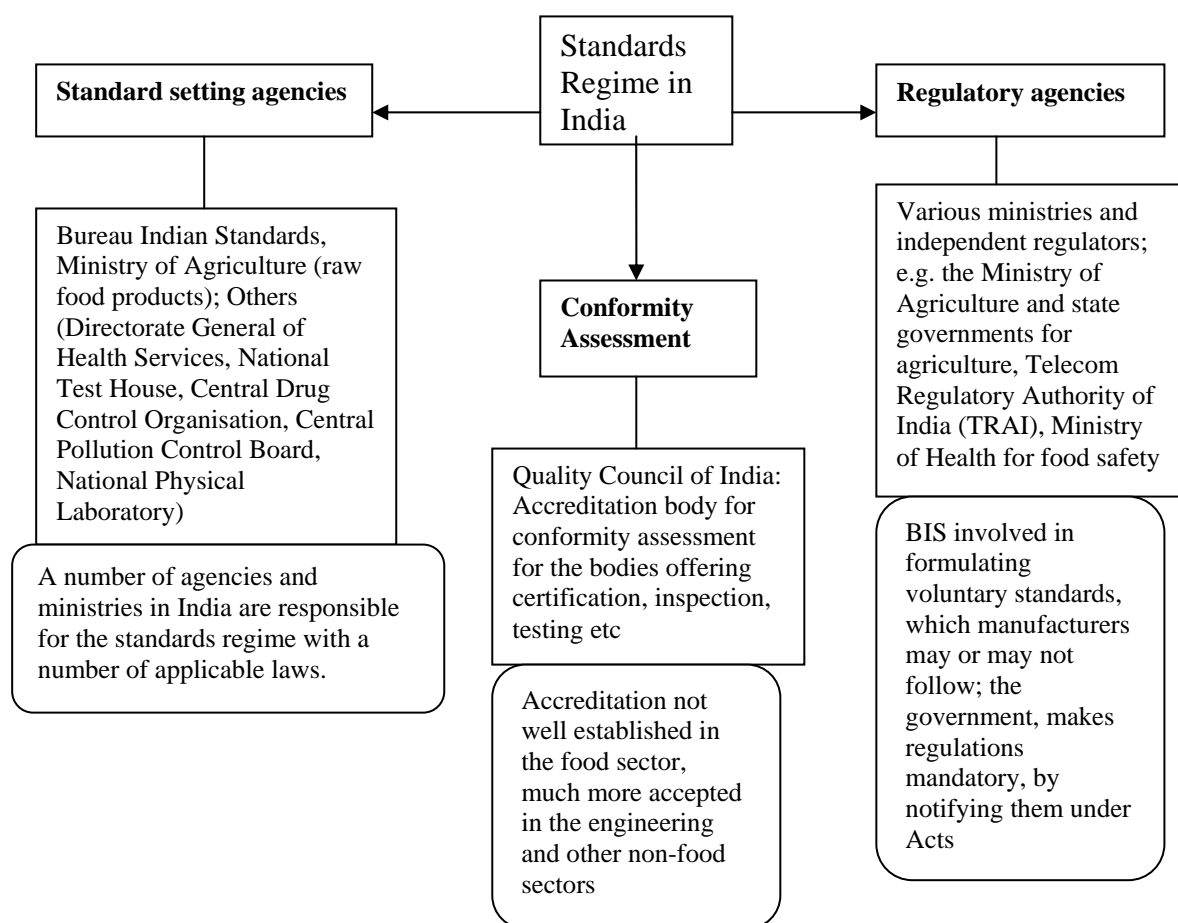 Standards
Regime in
India
Standard setting agencies
Bureau Indian Standards,
Ministry of Agriculture (raw
food products); Others
(Directorate General of
Health Services, National
Test House, Central Drug
Control Organisation, Central
Pollution Control Board,
National Physical
Laboratory)
A number of agencies and
ministries in India are responsible
for the standards regime with a
number of applicable laws.
Conformity
Assessment
Quality Council of India:
Accreditation body for
conformity assessment
for the bodies offering
certification, inspection,
testing etc
Accreditation not
well established in
the food sector,
much more accepted
in the engineering
and other non-food
sectors
Regulatory agencies
Various ministries and
independent regulators;
e.g. the Ministry of
Agriculture and state
governments for
agriculture, Telecom
Regulatory Authority of
India (TRAI), Ministry
of Health for food safety
BIS involved in
formulating
voluntary standards,
which manufacturers
may or may not
follow; the
government, makes
regulations
mandatory, by
notifying them under
Acts